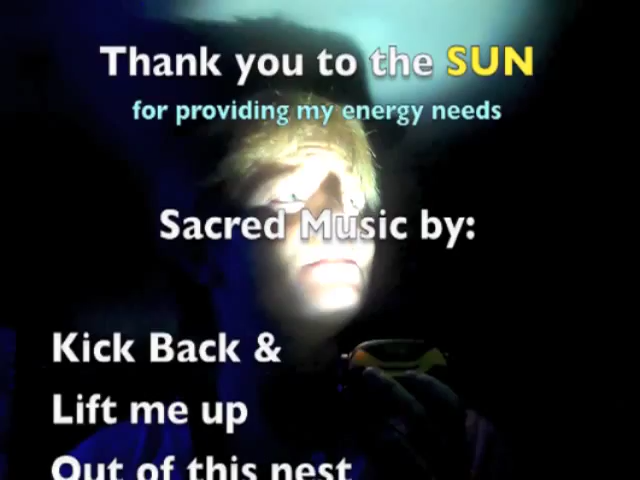 Thank you to the SUN
for providing my energy needs
Sacred Music by:
Kick Back &
Lift me up
Out of this nest